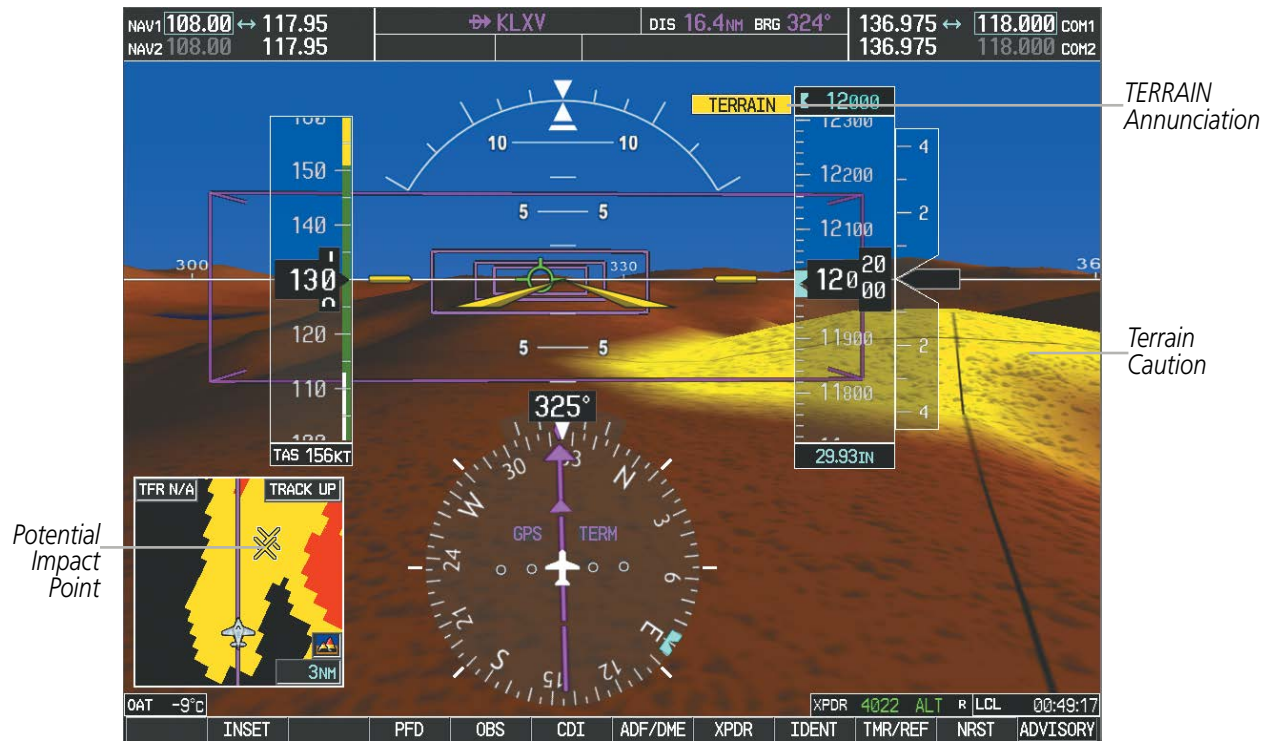 NAV1 108.00 ↔ 117.95
NAV2 108.00 117.95
KLXV
DIS 16.4NM BRG 324°
136.975 ↔ 118.000 COM1
136.975 118.000 COM2
TERRAIN
12000
TERRAIN
Annunciation
150
140
130
120
110
TAS 156KT
10 10
5 5
5 5
300
330
36
12300
12200
12100
12000
20
00
11900
11800
29.93IN
4
2
2
4
Terrain
Caution
325°
GPS TERM
N
3
6
E
12
15
S
21
24
W
30
33
TFR N/A
TRACK UP
3NM
Potential
Impact
Point
OAT -9°C
XPDR 4022 ALT R LCL 00:49:17
INSET PFD OBS CDI ADF/DME XPDR IDENT TMR/REF NRST ADVISORY